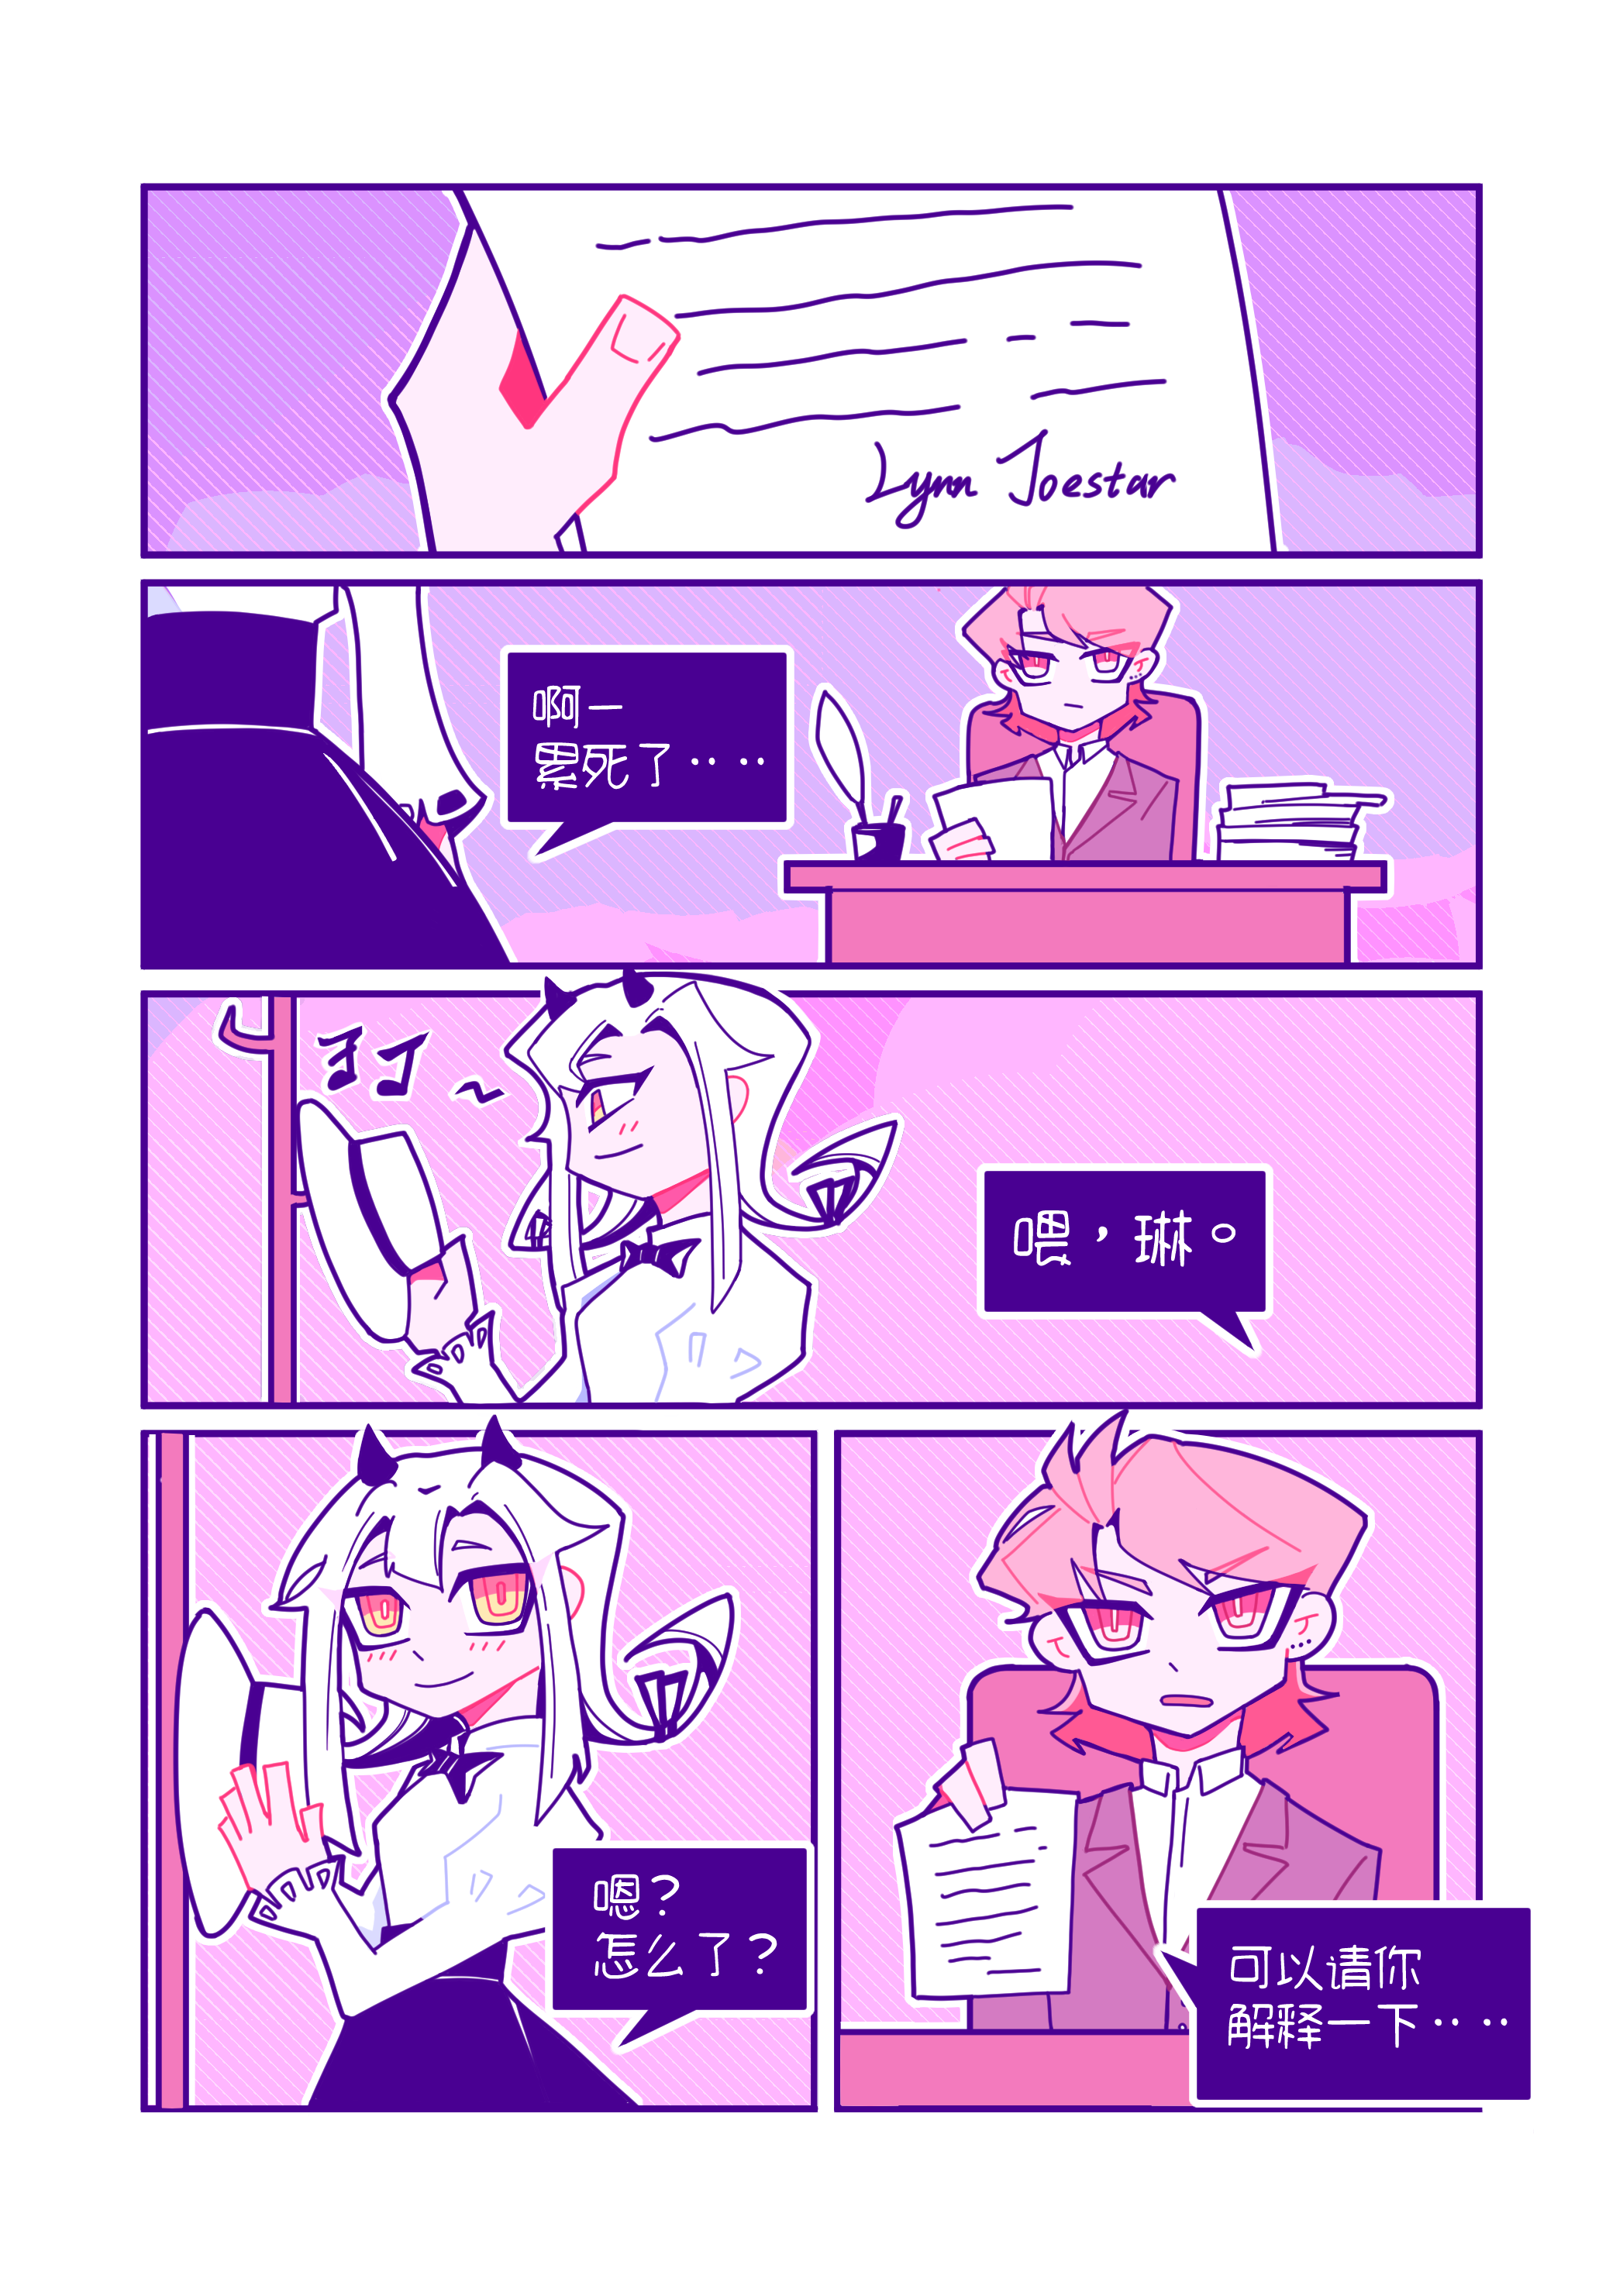 Lynn Joestar
啊一
累死了‥‥
喂，琳。
嗯？
怎么了？
可以请你
解释一下‥‥